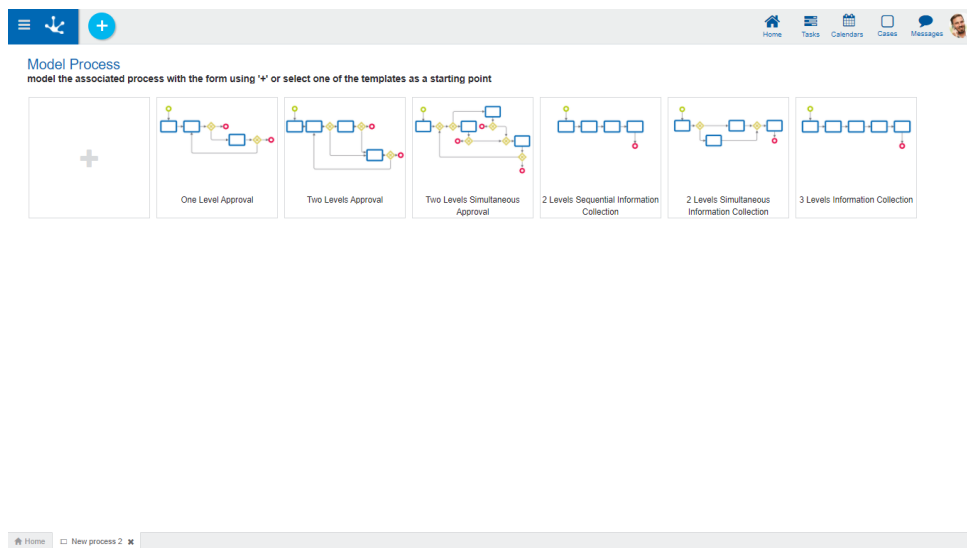 Home
Tasks
Calendars
Cases
Messages
Model Process
model the associated process with the form using '+' or select one of the templates as a starting point
One Level Approval
Two Levels Approval
Two Levels Simultaneous
Approval
2 Levels Sequential Information
Collection
2 Levels Simultaneous
Information Collection
3 Levels Information Collection
Home
New process 2